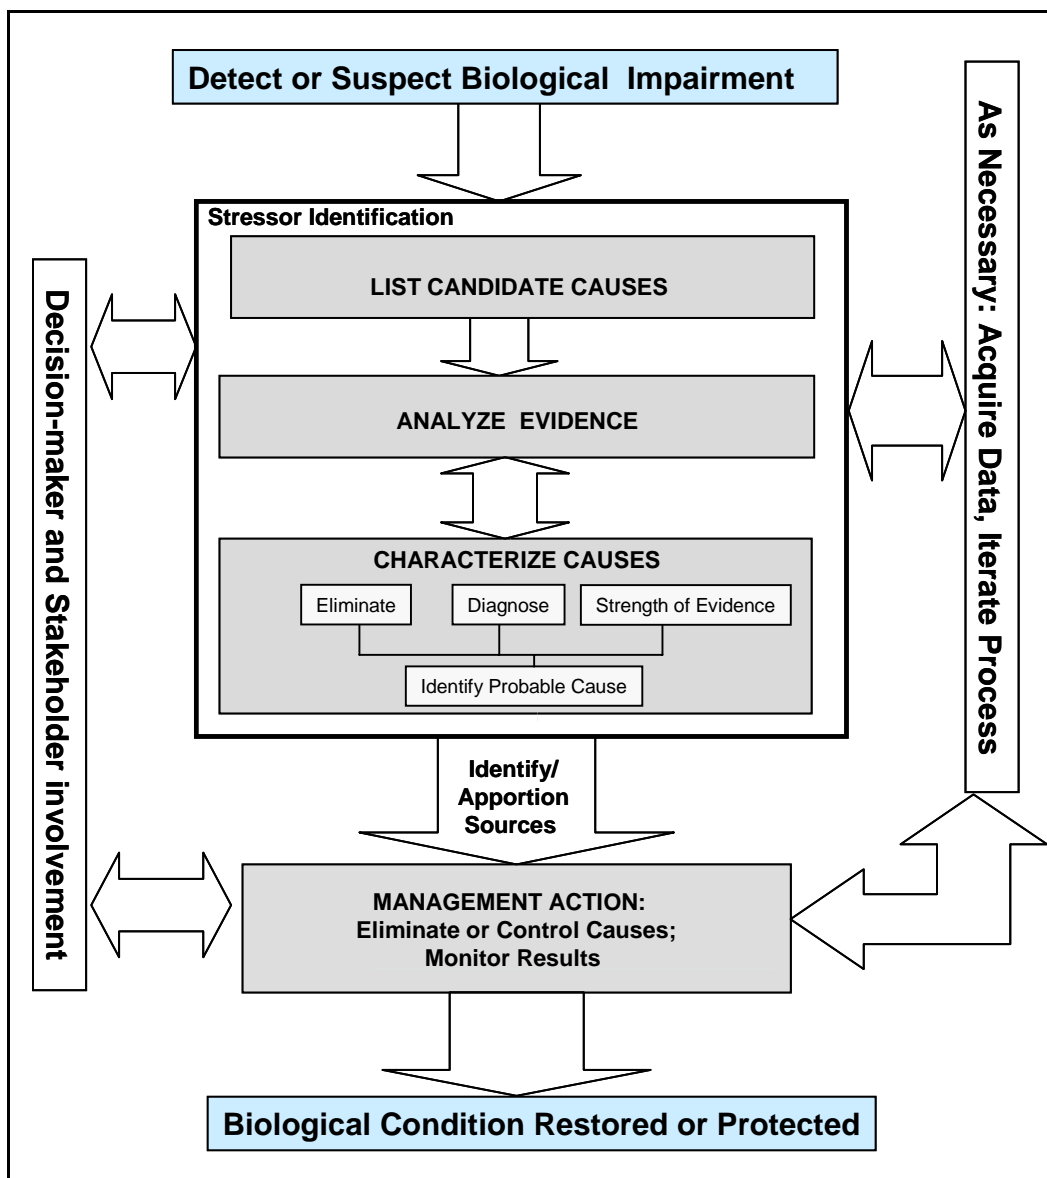 Detect or Suspect Biological Impairment
Stressor Identification
LIST CANDIDATE CAUSES
ANALYZE EVIDENCE
CHARACTERIZE CAUSES
Eliminate
Diagnose
Strength of Evidence
Identify Probable Cause
Identify/
Apportion
Sources
MANAGEMENT ACTION:
Eliminate or Control Causes;
Monitor Results
Biological Condition Restored or Protected
Decision-maker and Stakeholder involvement
As Necessary: Acquire Data, Iterate Process